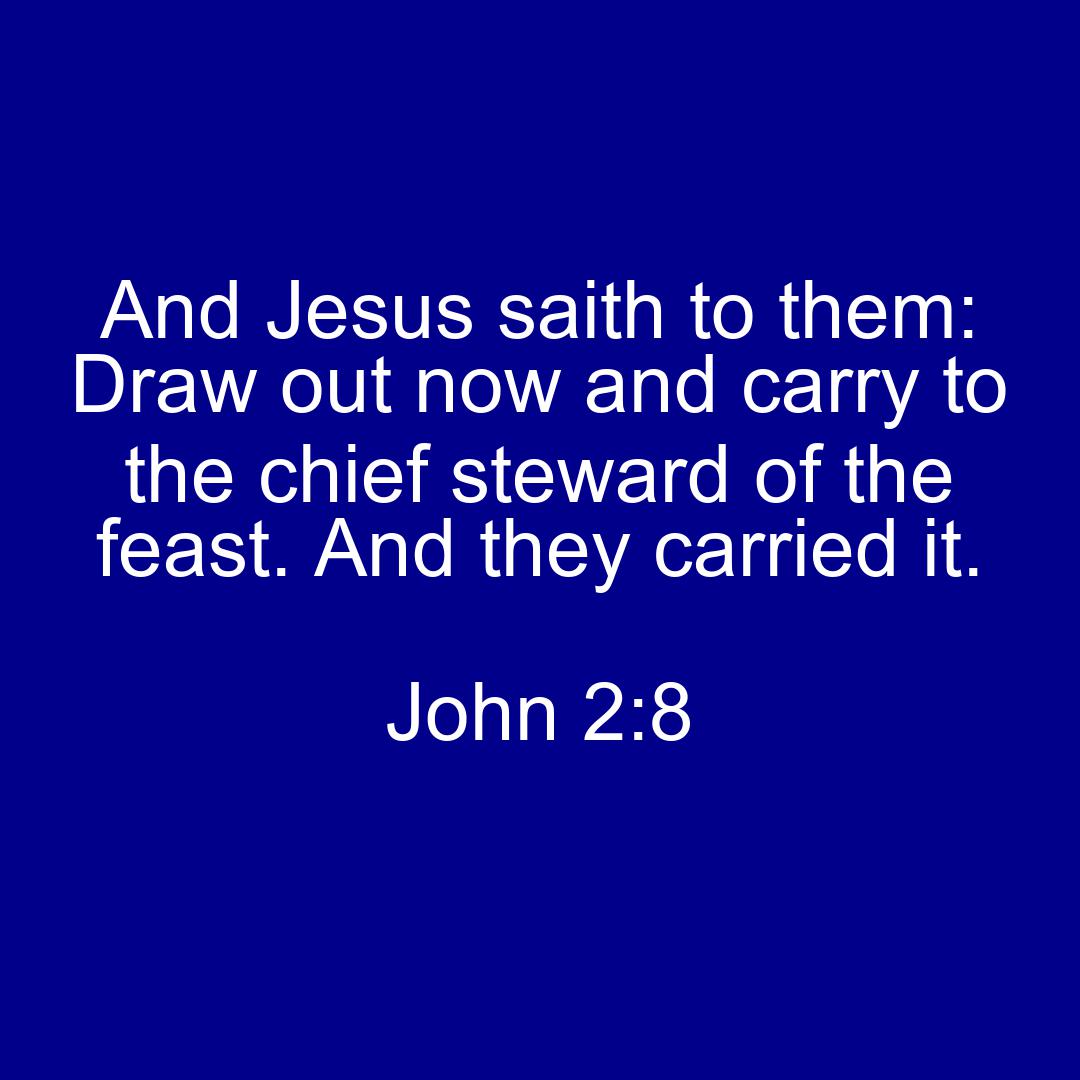 And Jesus saith to them:
Draw out now and carry to
the chief steward of the
feast. And they carried it.
John 2:8